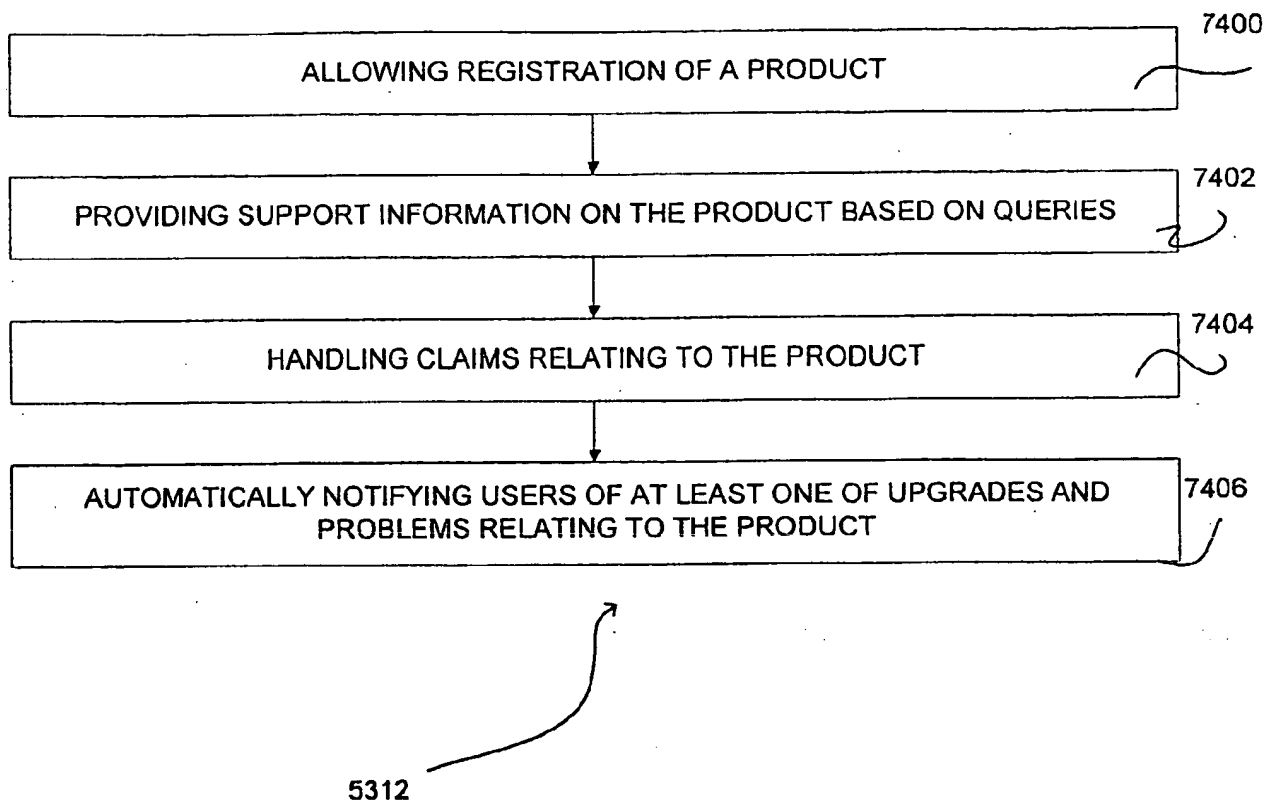 7400
ALLOWING REGISTRATION OF A PRODUCT
7402
PROVIDING SUPPORT INFORMATION ON THE PRODUCT BASED ON QUERIES
7404
HANDLING CLAIMS RELATING TO THE PRODUCT
7406
AUTOMATICALLY NOTIFYING USERS OF AT LEAST ONE OF UPGRADES AND
PROBLEMS RELATING TO THE PRODUCT
5312